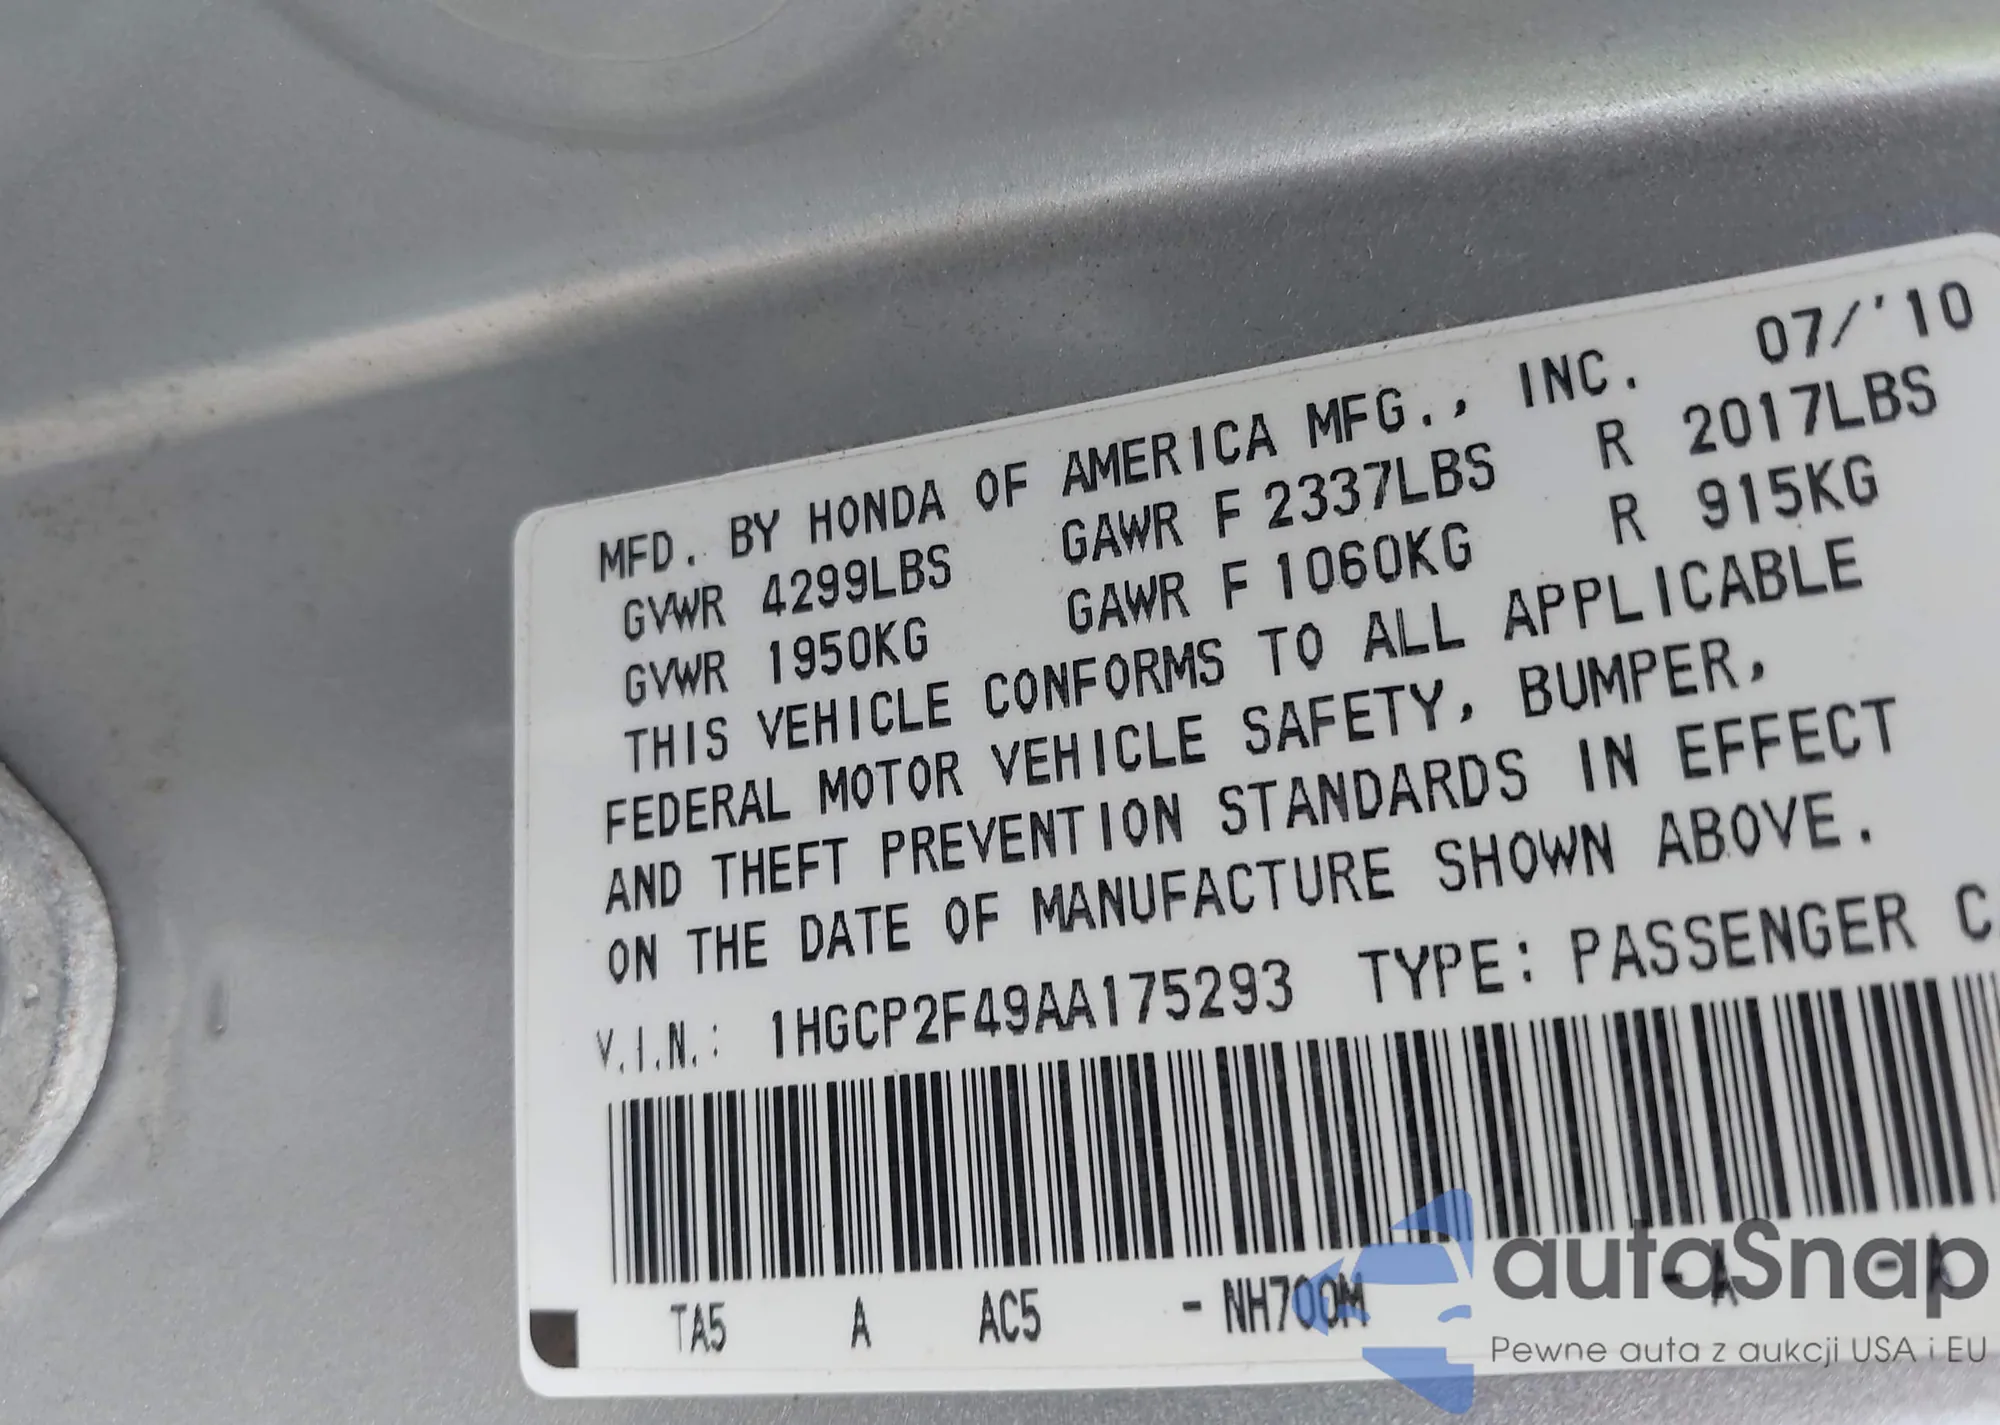 MFD. BY HONDA OF AMERICA MFG., INC. 07/'10
GVWR 4299LBS GAWR F 2337LBS R 2017LBS
GVWR 1950KG GAWR F 1060KG R 915KG
THIS VEHICLE CONFORMS TO ALL APPLICABLE
FEDERAL MOTOR VEHICLE SAFETY, BUMPER,
AND THEFT PREVENTION STANDARDS IN EFFECT
ON THE DATE OF MANUFACTURE SHOWN ABOVE.
V.I.N.: 1HGCP2F49AA175293 TYPE: PASSENGER C
TA5 A AC5 - NH700M - A - A
autoSnap
Pewne auta z aukcji USA i EU